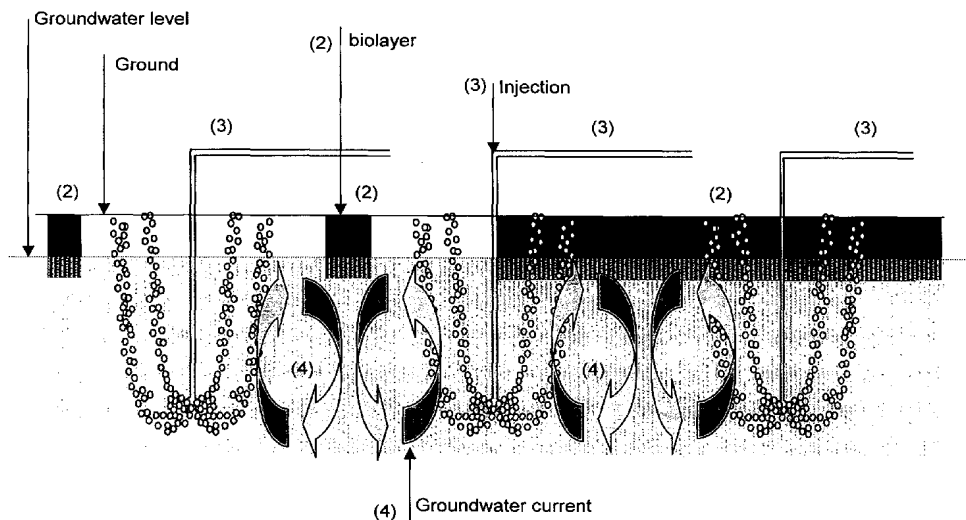 Groundwater level
Ground
(2) biolayer
(3) Injection
(3)
(3)
(3)
(2)
(2)
(2)
(4)
(4)
(4) Groundwater current